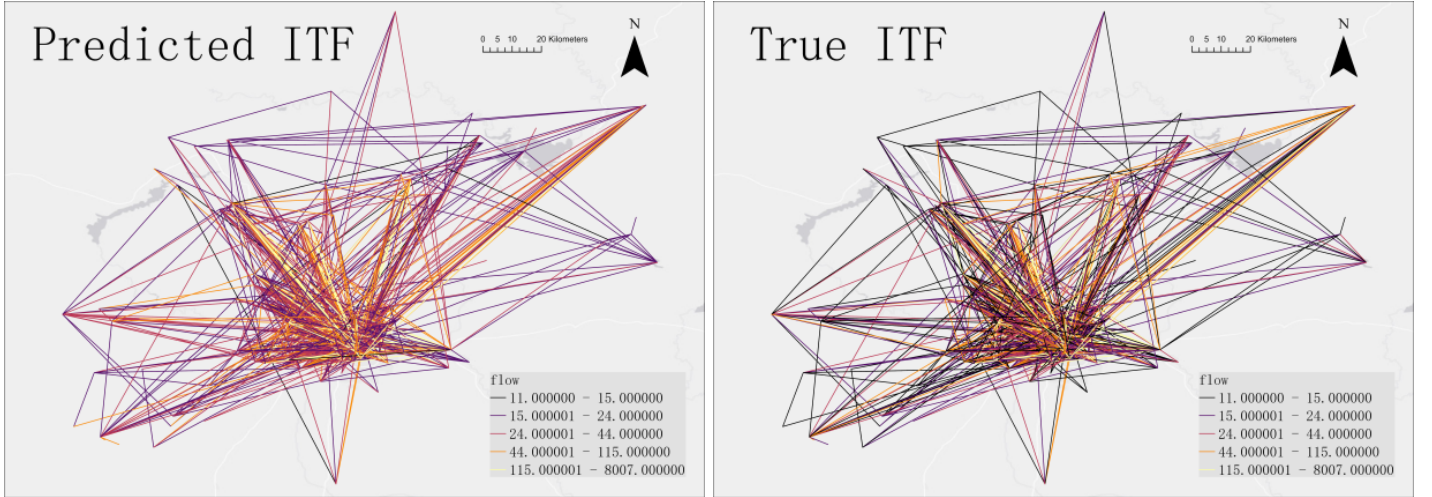 Predicted ITF
0 5 10 20 Kilometers
N
flow
11.000000 - 15.000000
15.000001 - 24.000000
24.000001 - 44.000000
44.000001 - 115.000000
115.000001 - 8007.000000
True ITF
0 5 10 20 Kilometers
N
flow
11.000000 - 15.000000
15.000001 - 24.000000
24.000001 - 44.000000
44.000001 - 115.000000
115.000001 - 8007.000000